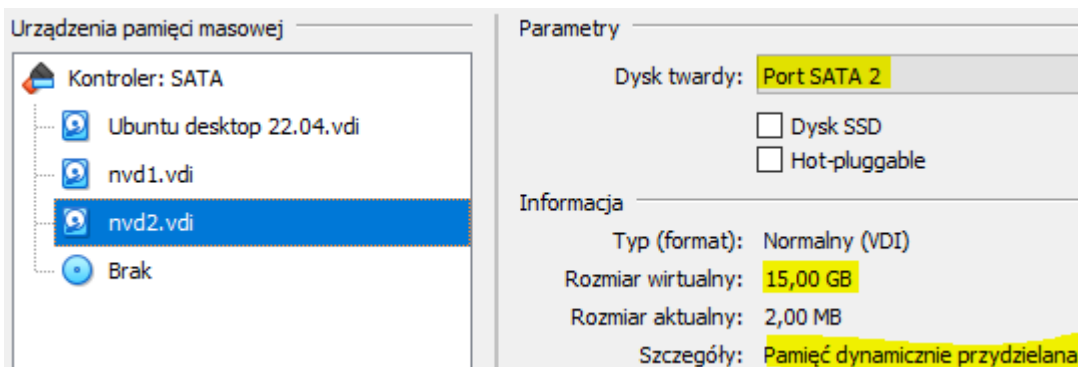 Urządzenia pamięci masowej
Kontroler: SATA
Ubuntu desktop 22.04.vdi
nvd1.vdi
nvd2.vdi
Brak
Parametry
Dysk twardy: Port SATA 2
Dysk SSD
Hot-pluggable
Informacja
Typ (format): Normalny (VDI)
Rozmiar wirtualny: 15,00 GB
Rozmiar aktualny: 2,00 MB
Szczegóły: Pamięć dynamicznie przydzielana